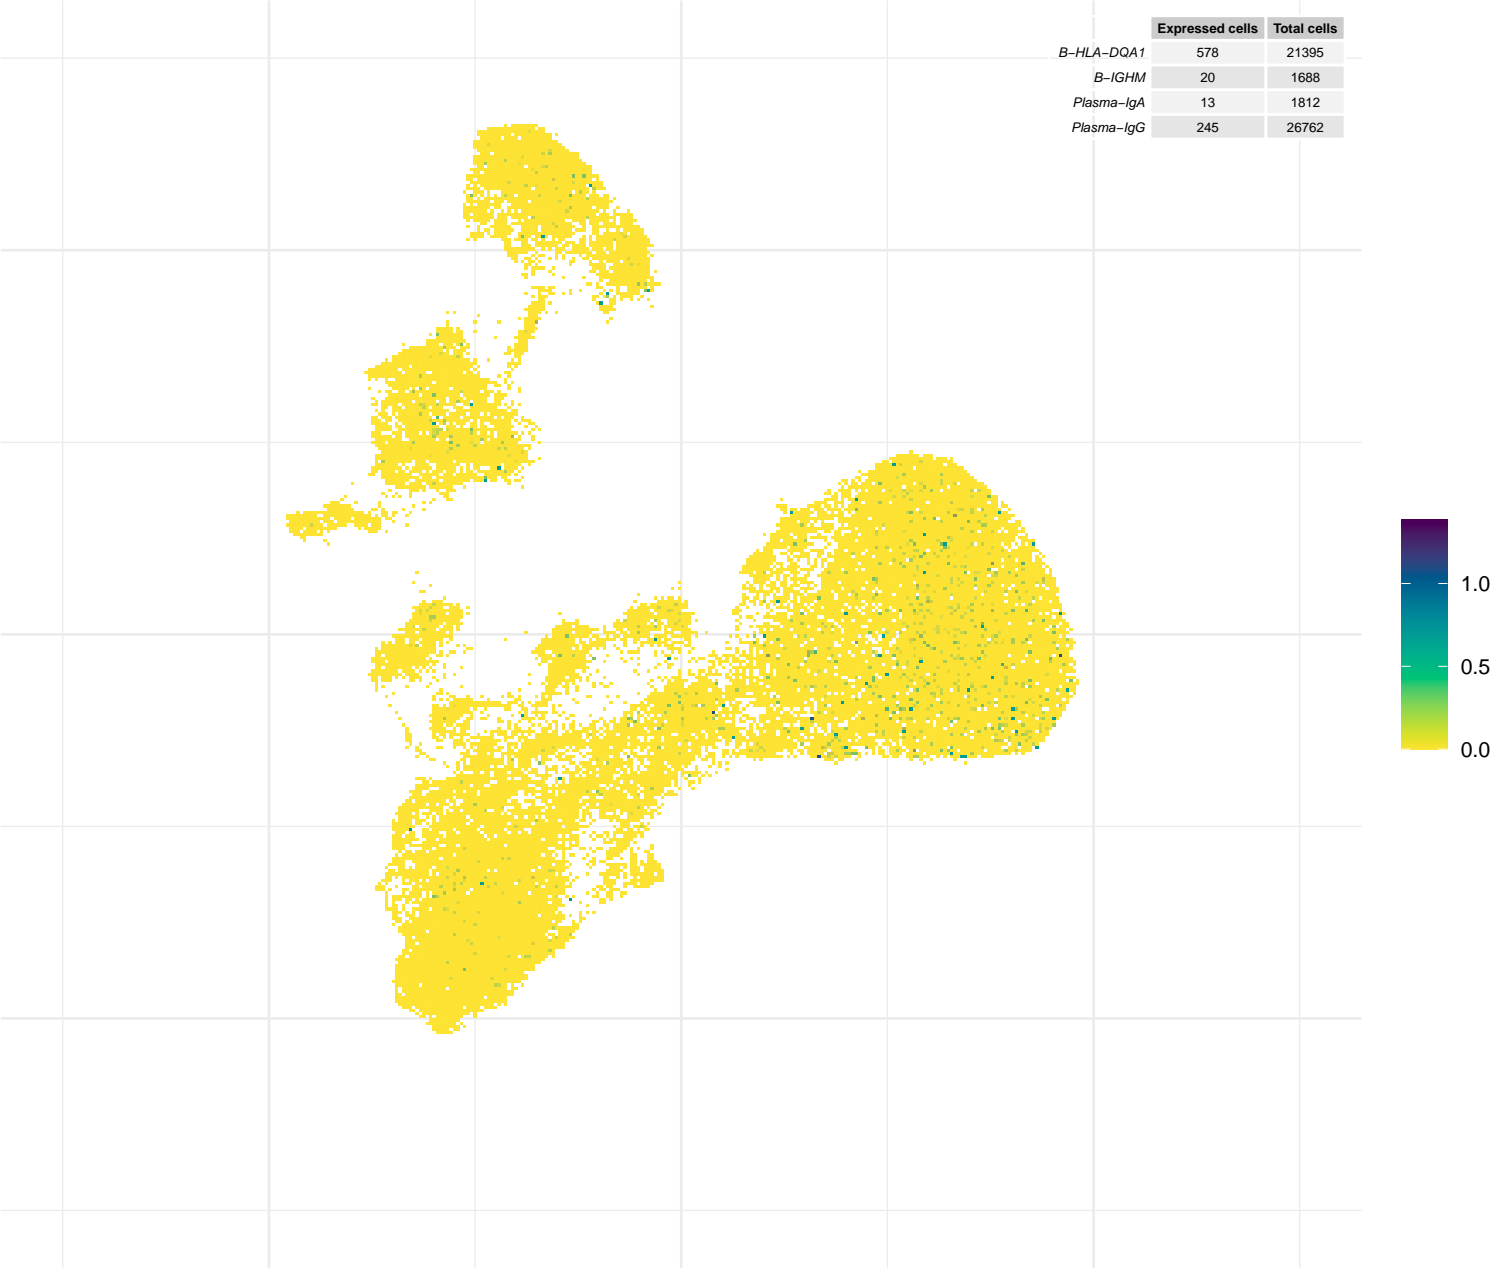 Expressed cells Total cells
B−HLA−DQA1 578 21395
B−IGHM 20 1688
Plasma−IgA 13 1812
Plasma−IgG 245 26762
1.0
0.5
0.0